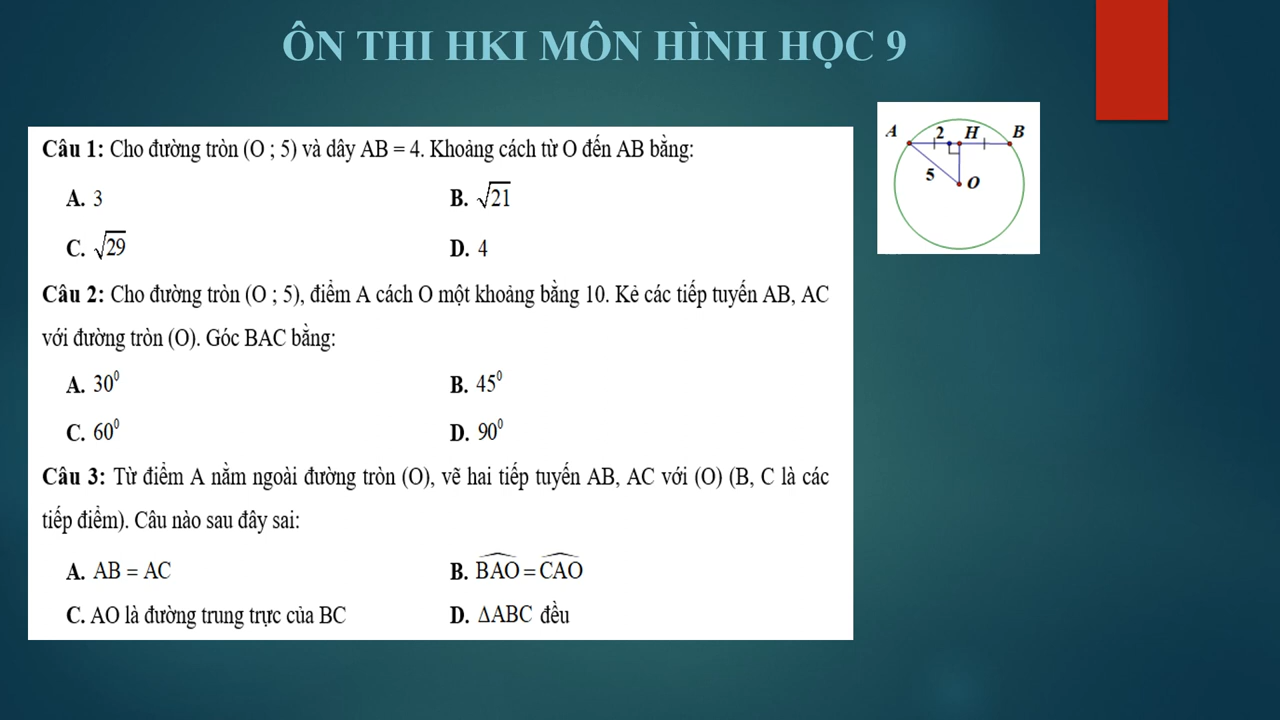 ÔN THI HKI MÔN HÌNH HỌC 9
Câu 1: Cho đường tròn (O ; 5) và dây AB = 4. Khoảng cách từ O đến AB bằng:
A. 3 B. √21
C. √29 D. 4
Câu 2: Cho đường tròn (O ; 5), điểm A cách O một khoảng bằng 10. Kẻ các tiếp tuyến AB, AC
với đường tròn (O). Góc BAC bằng:
A. 30⁰ B. 45⁰
C. 60⁰ D. 90⁰
Câu 3: Từ điểm A nằm ngoài đường tròn (O), vẽ hai tiếp tuyến AB, AC với (O) (B, C là các
tiếp điểm). Câu nào sau đây sai:
A. AB = AC B. BAO = CAO
C. AO là đường trung trực của BC D. ΔABC đều
A 2 H B
5 O